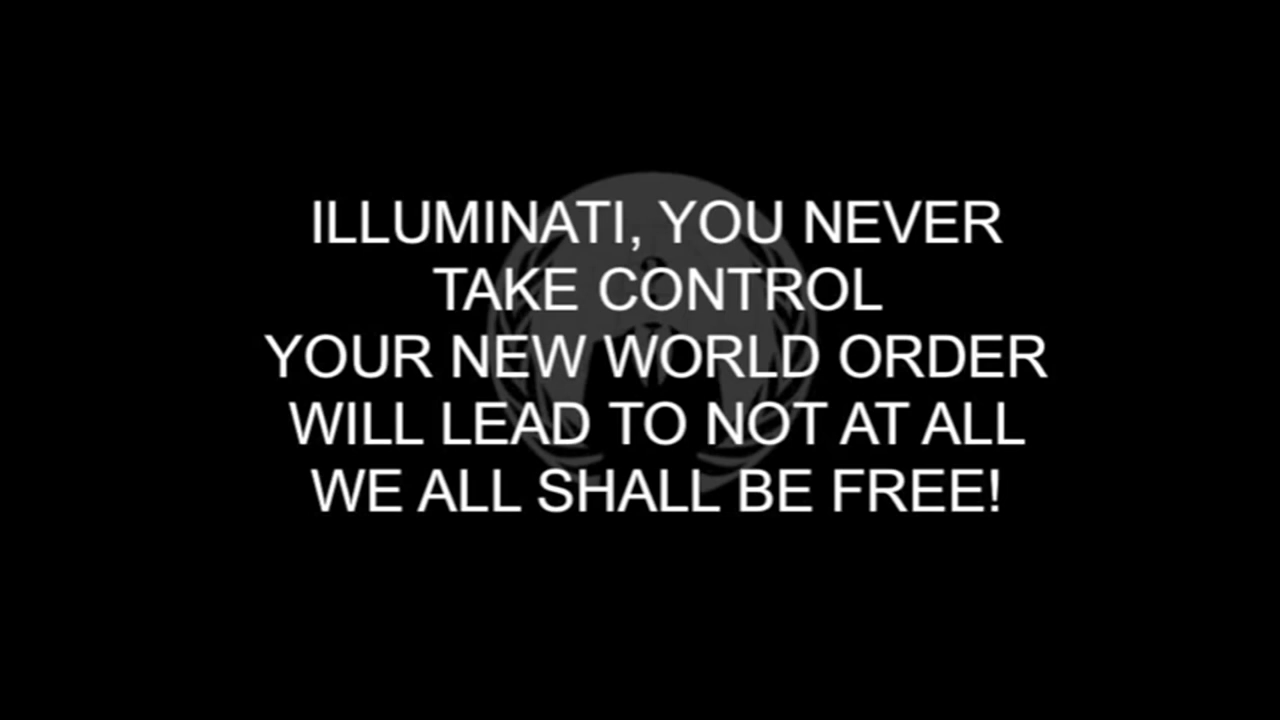 ILLUMINATI, YOU NEVER
TAKE CONTROL
YOUR NEW WORLD ORDER
WILL LEAD TO NOT AT ALL
WE ALL SHALL BE FREE!